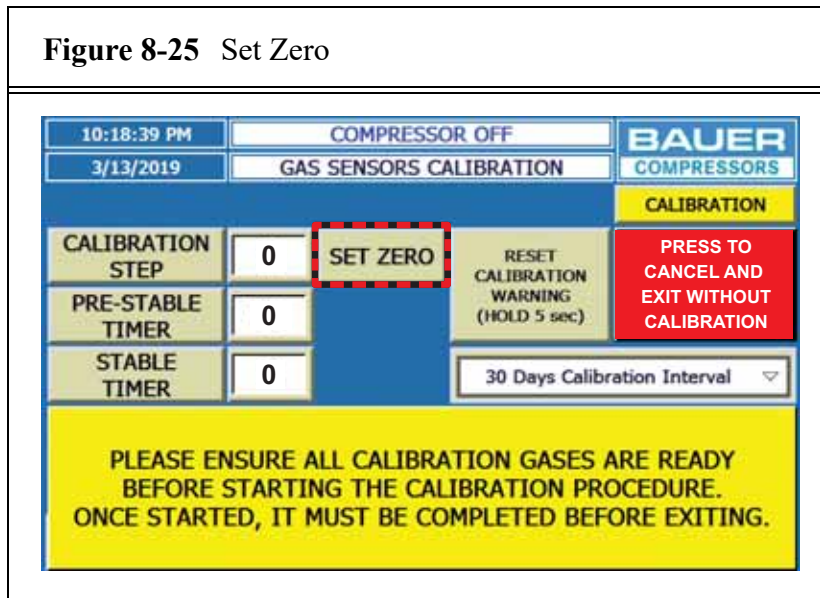 Figure 8-25 Set Zero
10:18:39 PM
COMPRESSOR OFF
BAUER
COMPRESSORS
3/13/2019
GAS SENSORS CALIBRATION
CALIBRATION
CALIBRATION
STEP
0
SET ZERO
RESET
CALIBRATION
WARNING
(HOLD 5 sec)
PRESS TO
CANCEL AND
EXIT WITHOUT
CALIBRATION
PRE-STABLE
TIMER
0
STABLE
TIMER
0
30 Days Calibration Interval
PLEASE ENSURE ALL CALIBRATION GASES ARE READY
BEFORE STARTING THE CALIBRATION PROCEDURE.
ONCE STARTED, IT MUST BE COMPLETED BEFORE EXITING.